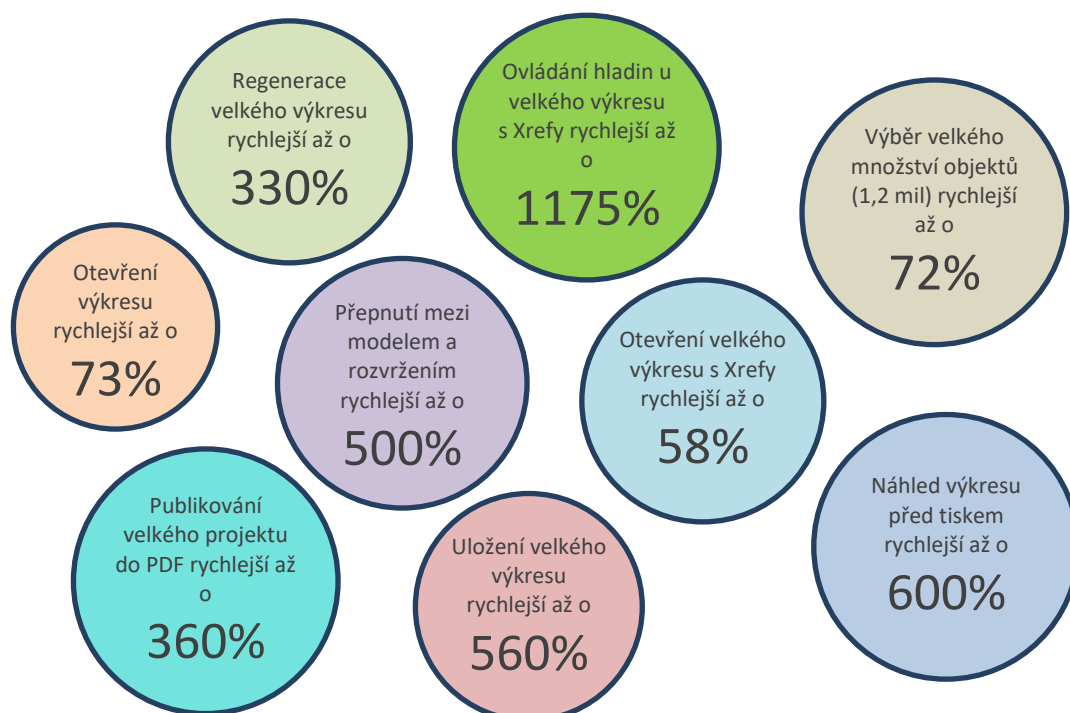 Regenerace
velkého výkresu
rychlejší až o
330%
Ovládání hladin u
velkého výkresu
s Xrefy rychlejší až
o
1175%
Výběr velkého
množství objektů
(1,2 mil) rychlejší
až o
72%
Otevření
výkresu
rychlejší až o
73%
Přepnutí mezi
modelem a
rozvržením
rychlejší až o
500%
Otevření velkého
výkresu s Xrefy
rychlejší až o
58%
Publikování
velkého projektu
do PDF rychlejší až
o
360%
Uložení velkého
výkresu
rychlejší až o
560%
Náhled výkresu
před tiskem
rychlejší až o
600%